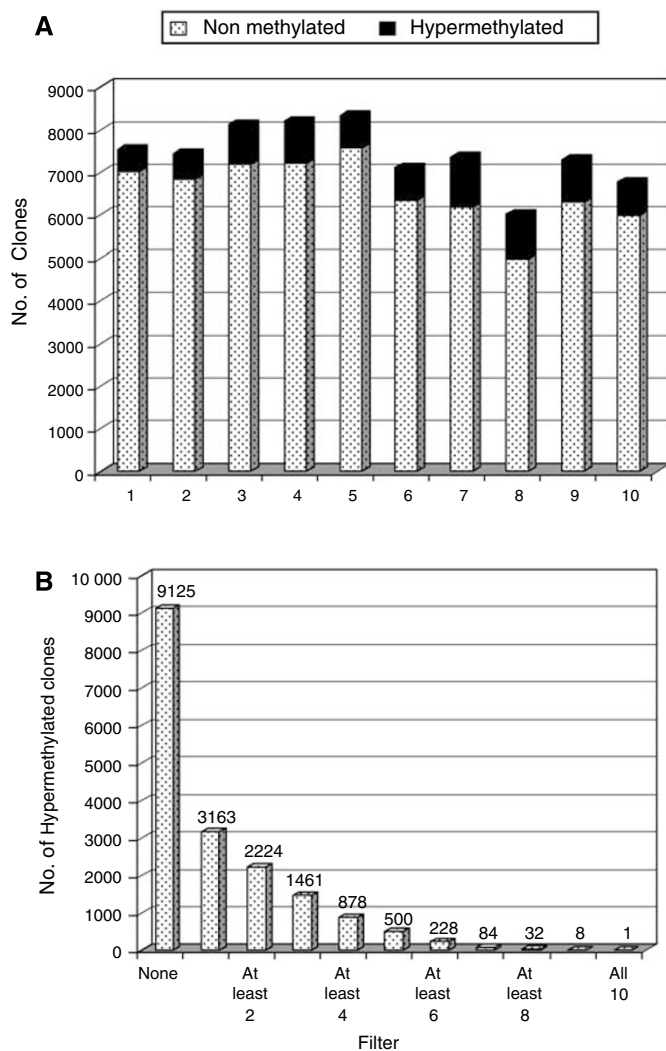 A
Non methylated Hypermethylated
9000
8000
7000
6000
5000
4000
3000
2000
1000
0
No. of Clones
1 2 3 4 5 6 7 8 9 10
B
10 000
9000
8000
7000
6000
5000
4000
3000
2000
1000
0
No. of Hypermethylated clones
9125
3163
2224
1461
878
500
228
84
32
8
1
None
At least 2
At least 4
At least 6
At least 8
All 10
Filter